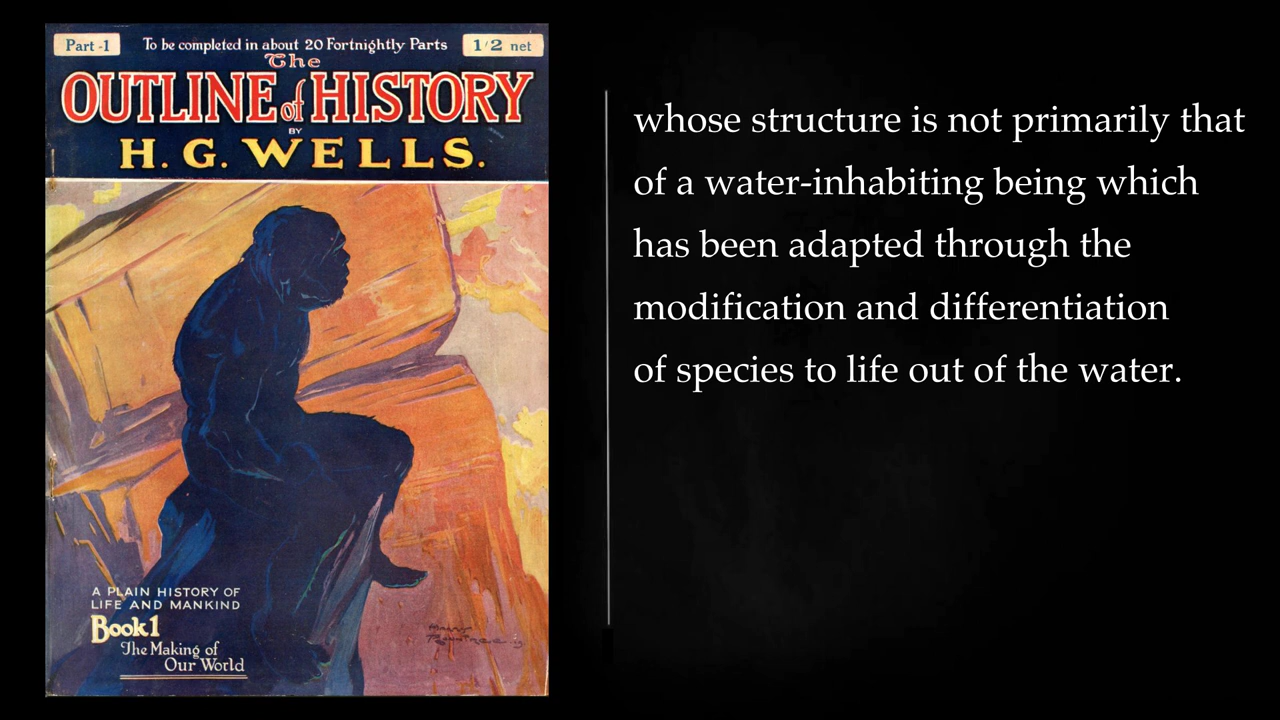 Part -1
To be completed in about 20 Fortnightly Parts
1/2 net
The
OUTLINE of HISTORY
BY
H. G. WELLS.
A PLAIN HISTORY OF
LIFE AND MANKIND
Book 1
The Making of
Our World
whose structure is not primarily that
of a water-inhabiting being which
has been adapted through the
modification and differentiation
of species to life out of the water.